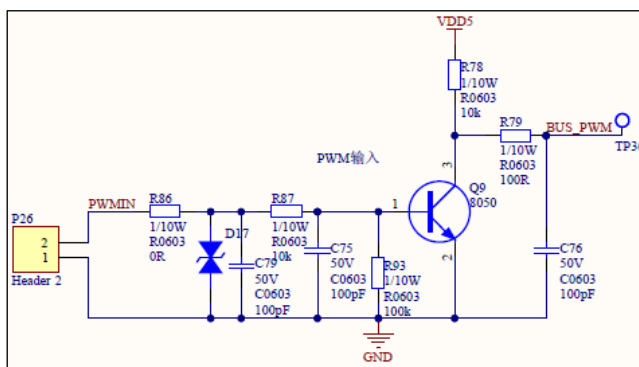 VDD5
R78
1/10W
R0603
10k
R79
BUS_PWM
1/10W
R0603
100R
PWM输入
3
Q9
8050
1
2
P26
PWMIN
R86
1/10W
R0603
0R
D17
R87
1/10W
R0603
10k
2
1
Header 2
C79
50V
C0603
100pF
C75
50V
C0603
100pF
R93
1/10W
R0603
100k
C76
50V
C0603
100pF
GND